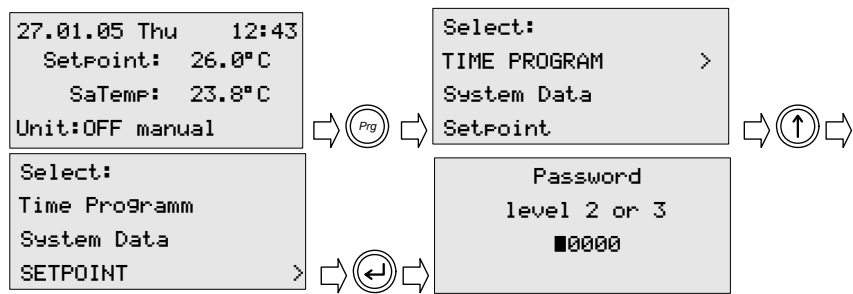 27.01.05 Thu 12:43
Setpoint: 26.0°C
SaTemp: 23.8°C
Unit:OFF manual
Prg
Select:
TIME PROGRAM >
System Data
Setpoint
↑
Select:
Time Programm
System Data
SETPOINT >
↵
Password
level 2 or 3
█0000